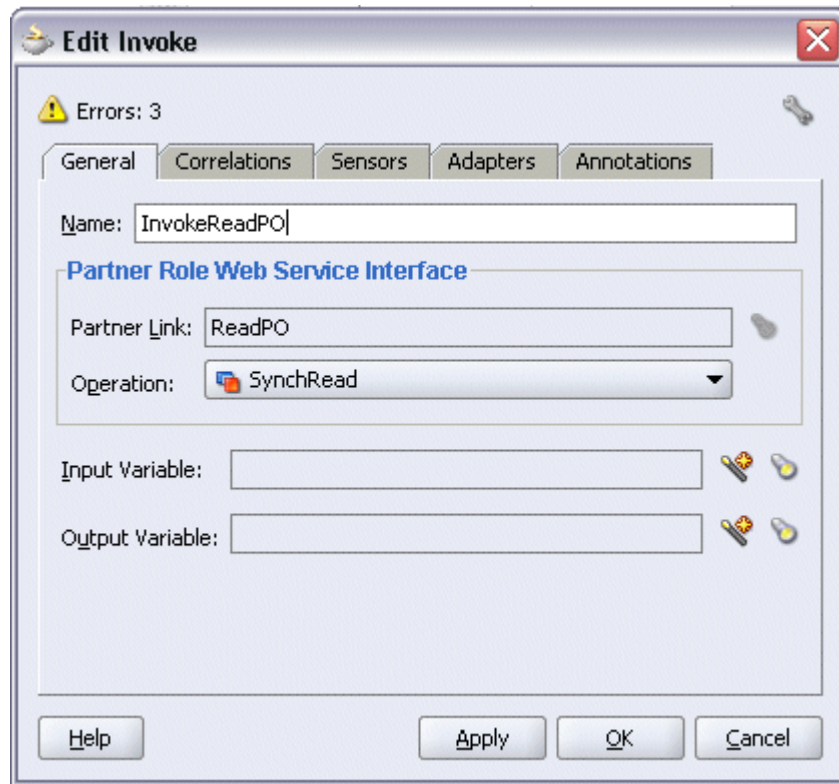 Edit Invoke
Errors: 3
General Correlations Sensors Adapters Annotations
Name: InvokeReadPO
Partner Role Web Service Interface
Partner Link: ReadPO
Operation: SynchRead
Input Variable:
Output Variable:
Help Apply OK Cancel